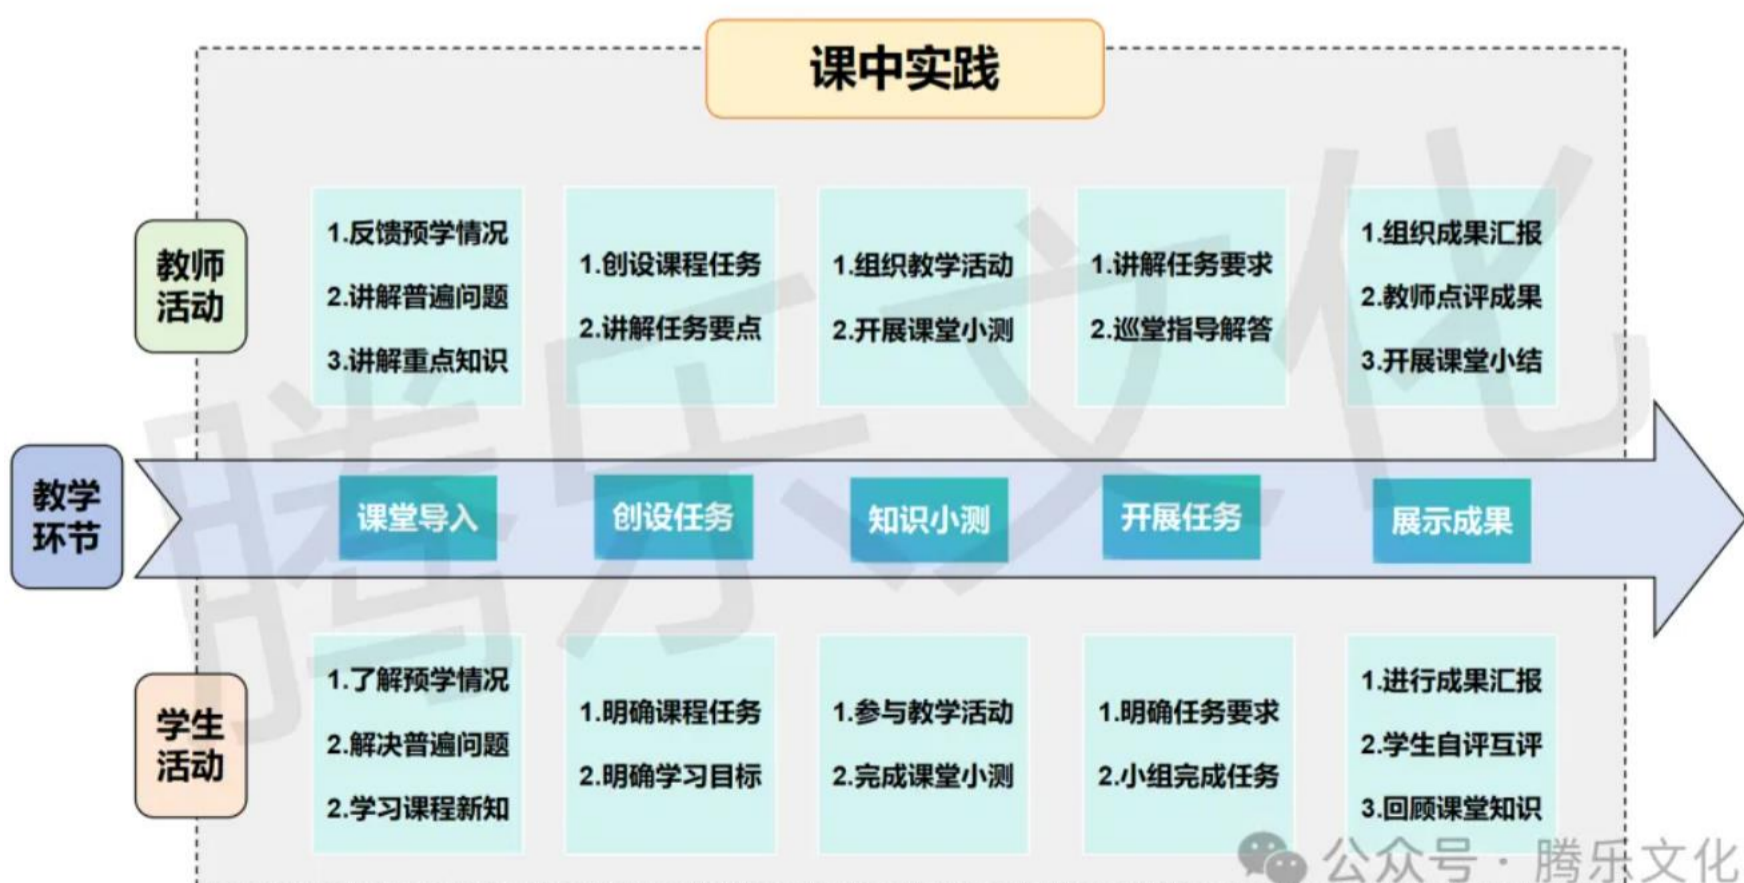 课中实践
教师
活动
1.反馈预学情况
2.讲解普遍问题
3.讲解重点知识
1.创设课程任务
2.讲解任务要点
1.组织教学活动
2.开展课堂小测
1.讲解任务要求
2.巡堂指导解答
1.组织成果汇报
2.教师点评成果
3.开展课堂小结
教学
环节
课堂导入
创设任务
知识小测
开展任务
展示成果
学生
活动
1.了解预学情况
2.解决普遍问题
2.学习课程新知
1.明确课程任务
2.明确学习目标
1.参与教学活动
2.完成课堂小测
1.明确任务要求
2.小组完成任务
1.进行成果汇报
2.学生自评互评
3.回顾课堂知识
腾乐文化
公众号·腾乐文化